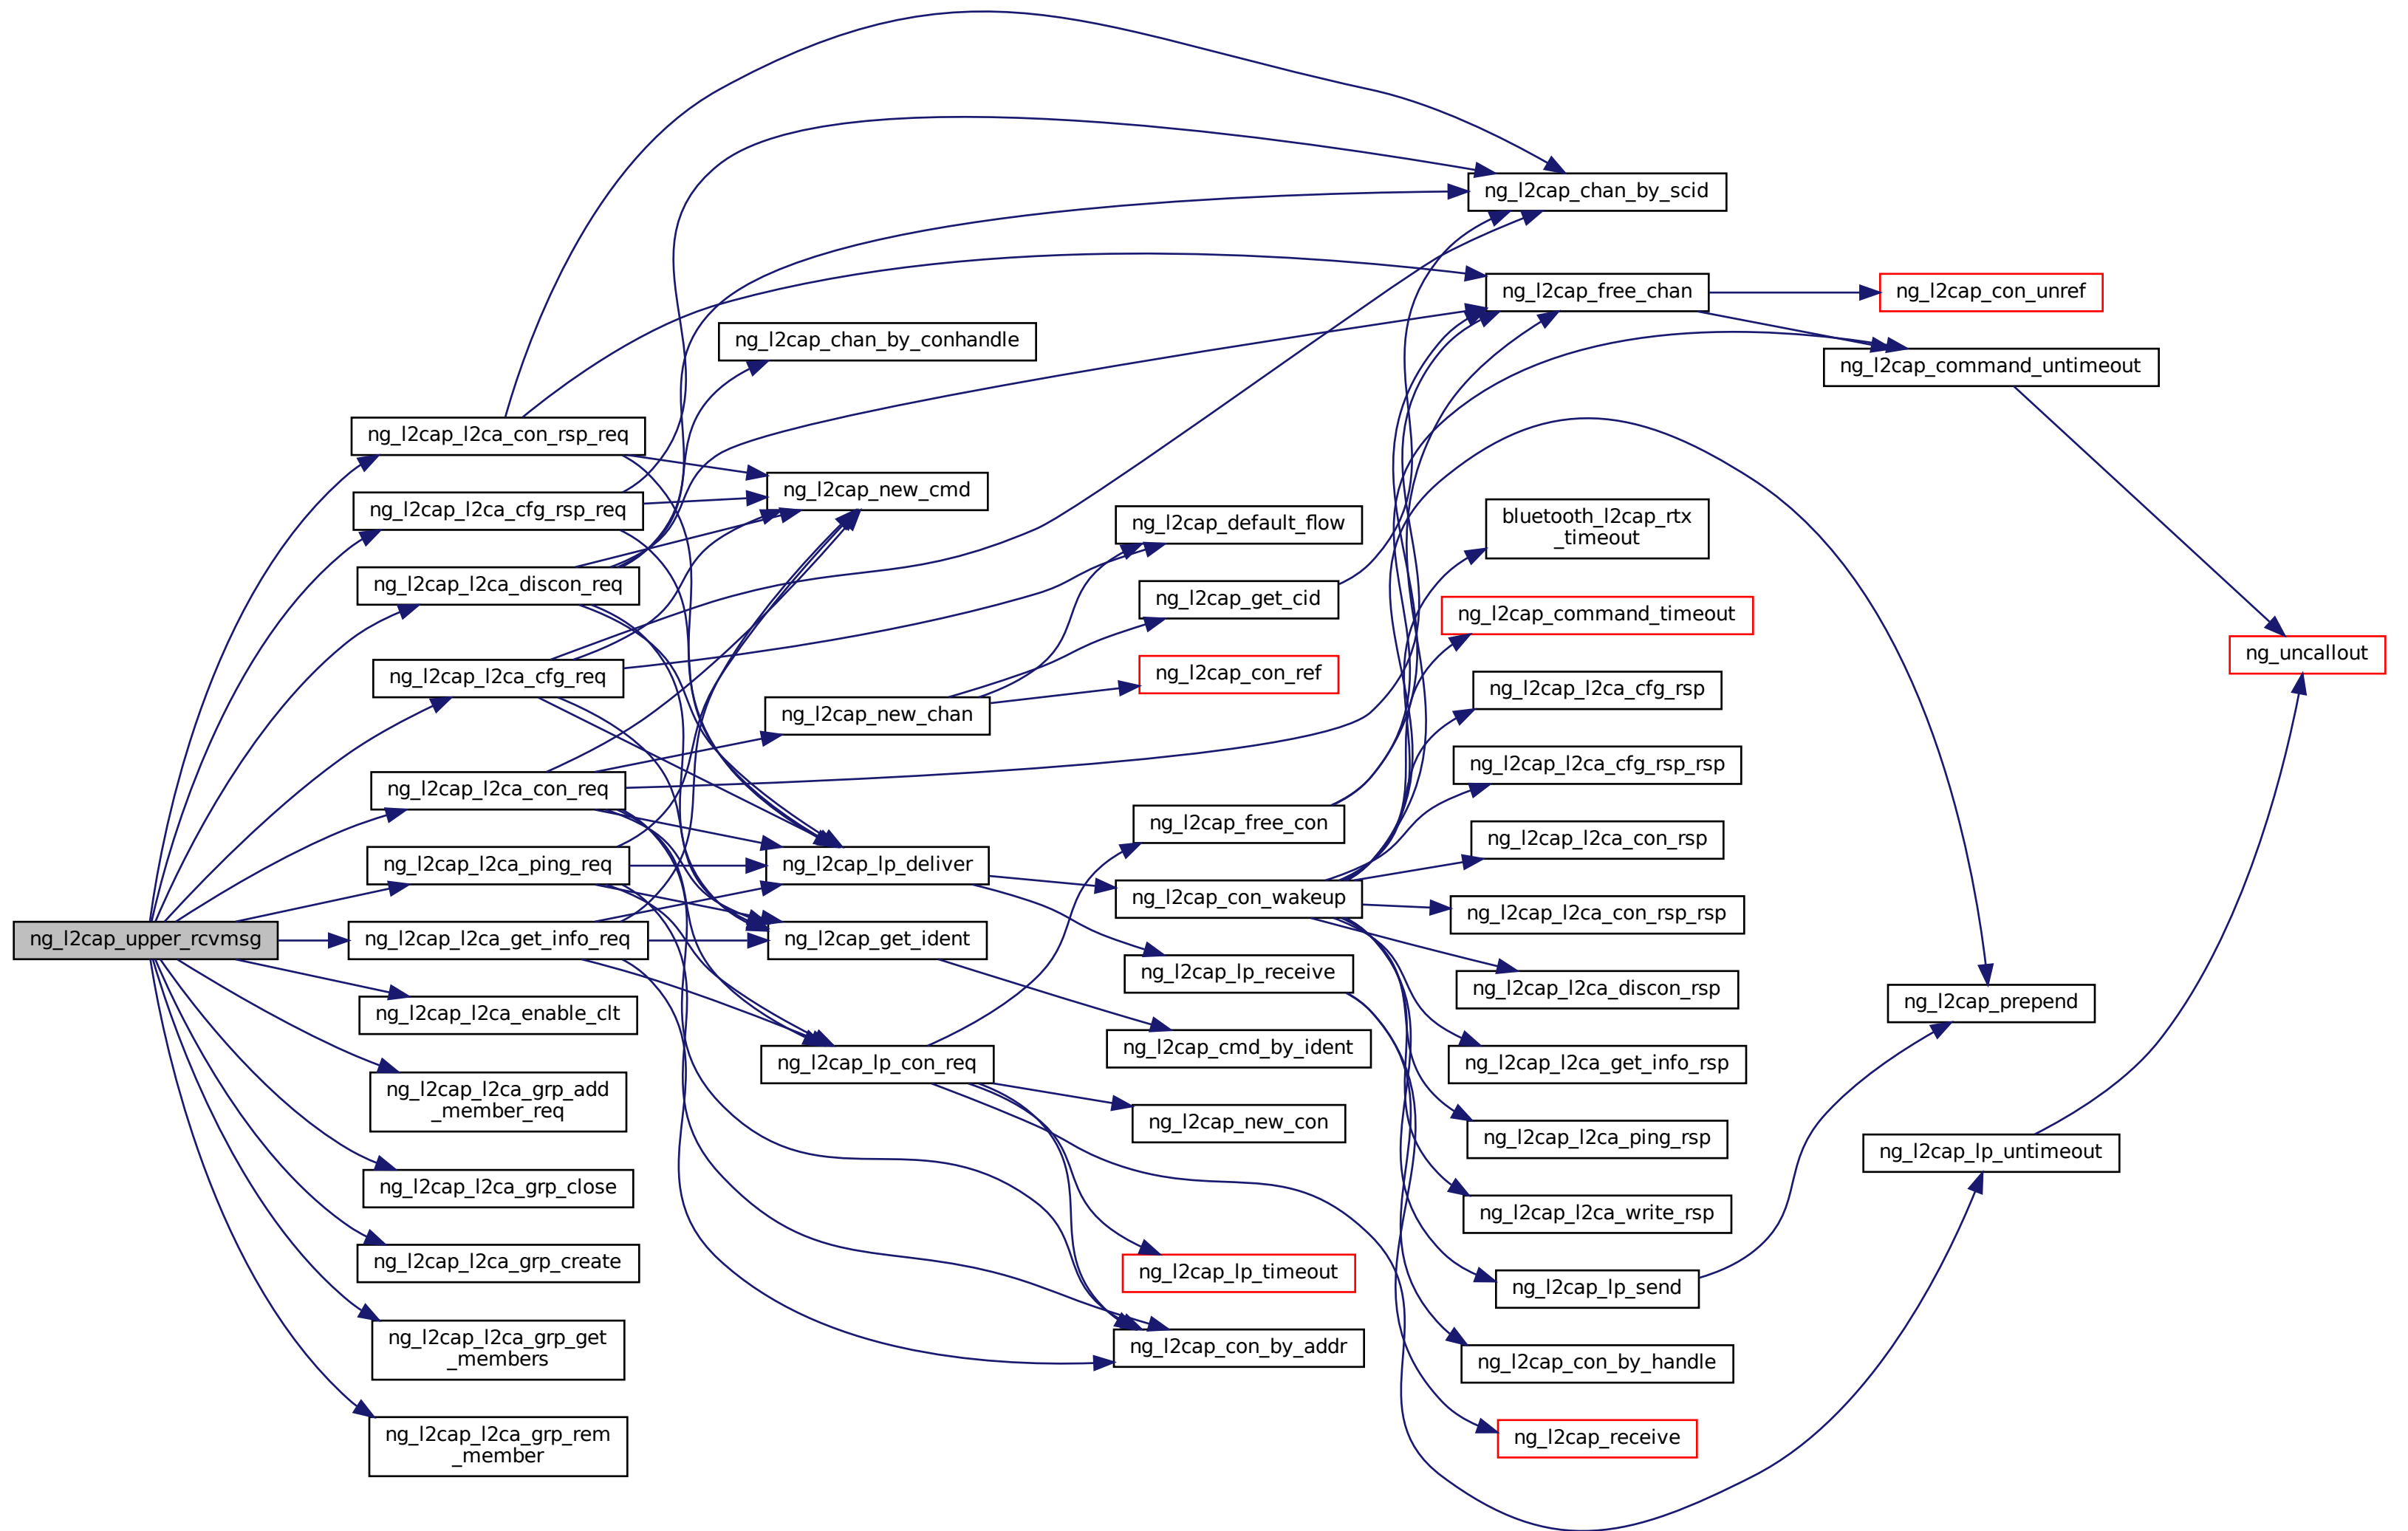 ng_l2cap_upper_rcvmsg
ng_l2cap_l2ca_con_rsp_req
ng_l2cap_l2ca_cfg_rsp_req
ng_l2cap_l2ca_discon_req
ng_l2cap_l2ca_cfg_req
ng_l2cap_l2ca_con_req
ng_l2cap_l2ca_ping_req
ng_l2cap_l2ca_get_info_req
ng_l2cap_l2ca_enable_clt
ng_l2cap_l2ca_grp_add
_member_req
ng_l2cap_l2ca_grp_close
ng_l2cap_l2ca_grp_create
ng_l2cap_l2ca_grp_get
_members
ng_l2cap_l2ca_grp_rem
_member
ng_l2cap_chan_by_conhandle
ng_l2cap_new_cmd
ng_l2cap_new_chan
ng_l2cap_lp_deliver
ng_l2cap_get_ident
ng_l2cap_lp_con_req
ng_l2cap_default_flow
ng_l2cap_get_cid
ng_l2cap_con_ref
ng_l2cap_free_con
ng_l2cap_con_wakeup
ng_l2cap_lp_receive
ng_l2cap_cmd_by_ident
ng_l2cap_new_con
ng_l2cap_lp_timeout
ng_l2cap_con_by_addr
ng_l2cap_chan_by_scid
ng_l2cap_free_chan
bluetooth_l2cap_rtx
_timeout
ng_l2cap_command_timeout
ng_l2cap_l2ca_cfg_rsp
ng_l2cap_l2ca_cfg_rsp_rsp
ng_l2cap_l2ca_con_rsp
ng_l2cap_l2ca_con_rsp_rsp
ng_l2cap_l2ca_discon_rsp
ng_l2cap_l2ca_get_info_rsp
ng_l2cap_l2ca_ping_rsp
ng_l2cap_l2ca_write_rsp
ng_l2cap_lp_send
ng_l2cap_con_by_handle
ng_l2cap_receive
ng_l2cap_con_unref
ng_l2cap_command_untimeout
ng_l2cap_prepend
ng_l2cap_lp_untimeout
ng_uncallout